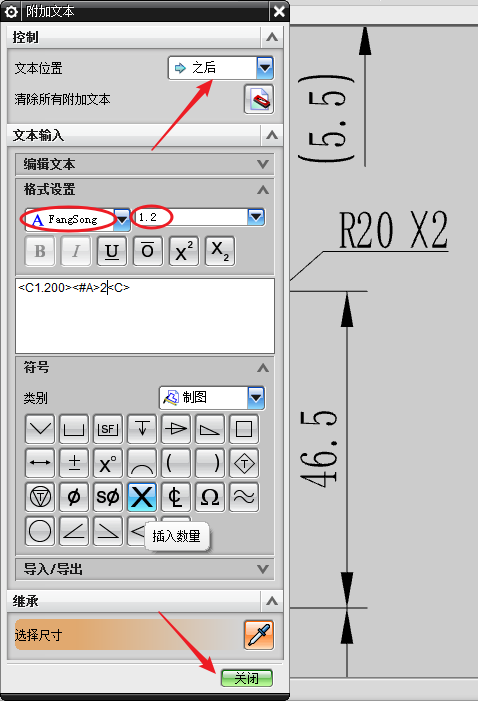 附加文本
控制
文本位置
之后
清除所有附加文本
文本输入
编辑文本
格式设置
A FangSong
1.2
B I U O X² X₂
<C1.200><#A>2<C>
符号
类别
制图
SF
± x° ( ) T
T ø sø X ℄ Ω ≈
插入数量
导入/导出
继承
选择尺寸
关闭
(5.5)
R20 X2
46.5